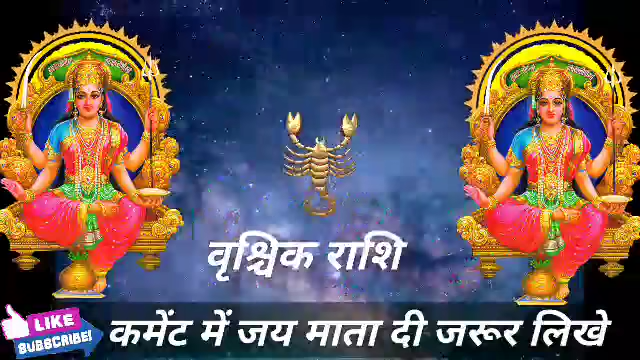 वृश्चिक राशि
LIKE
SUBSCRIBE!
कमेंट में जय माता दी जरूर लिखे